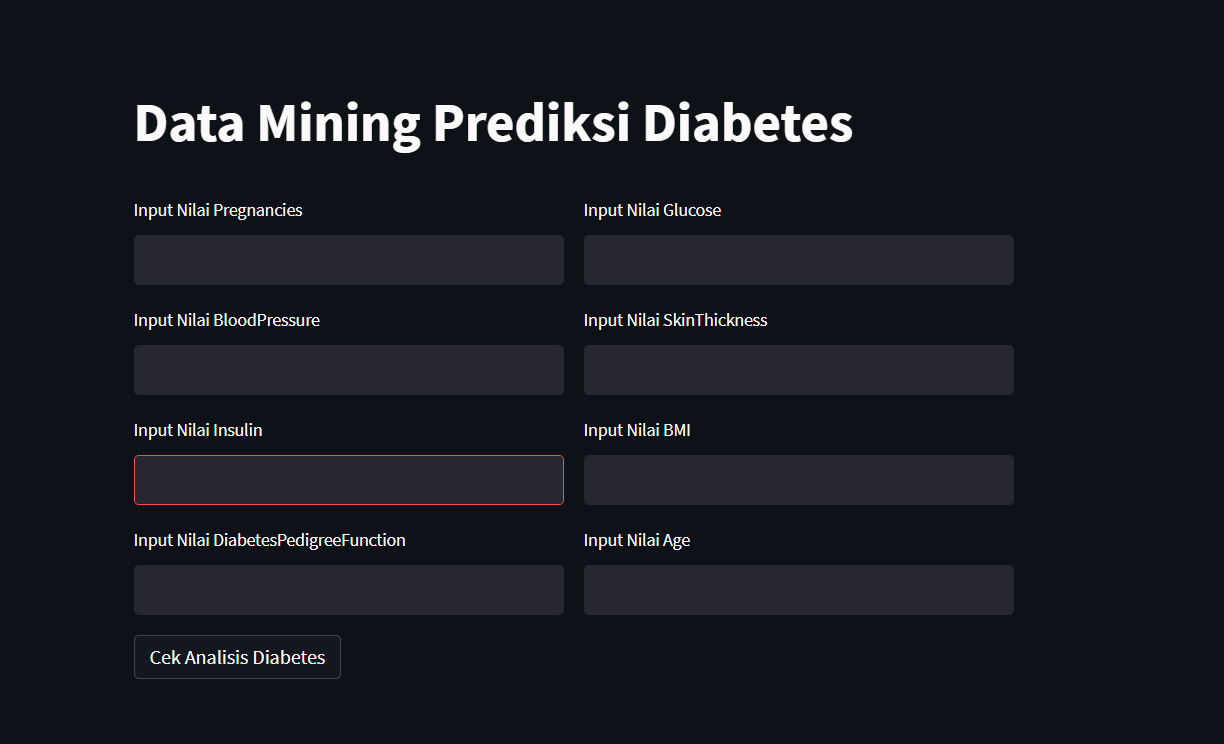 Data Mining Prediksi Diabetes
Input Nilai Pregnancies
Input Nilai Glucose
Input Nilai BloodPressure
Input Nilai SkinThickness
Input Nilai Insulin
Input Nilai BMI
Input Nilai DiabetesPedigreeFunction
Input Nilai Age
Cek Analisis Diabetes